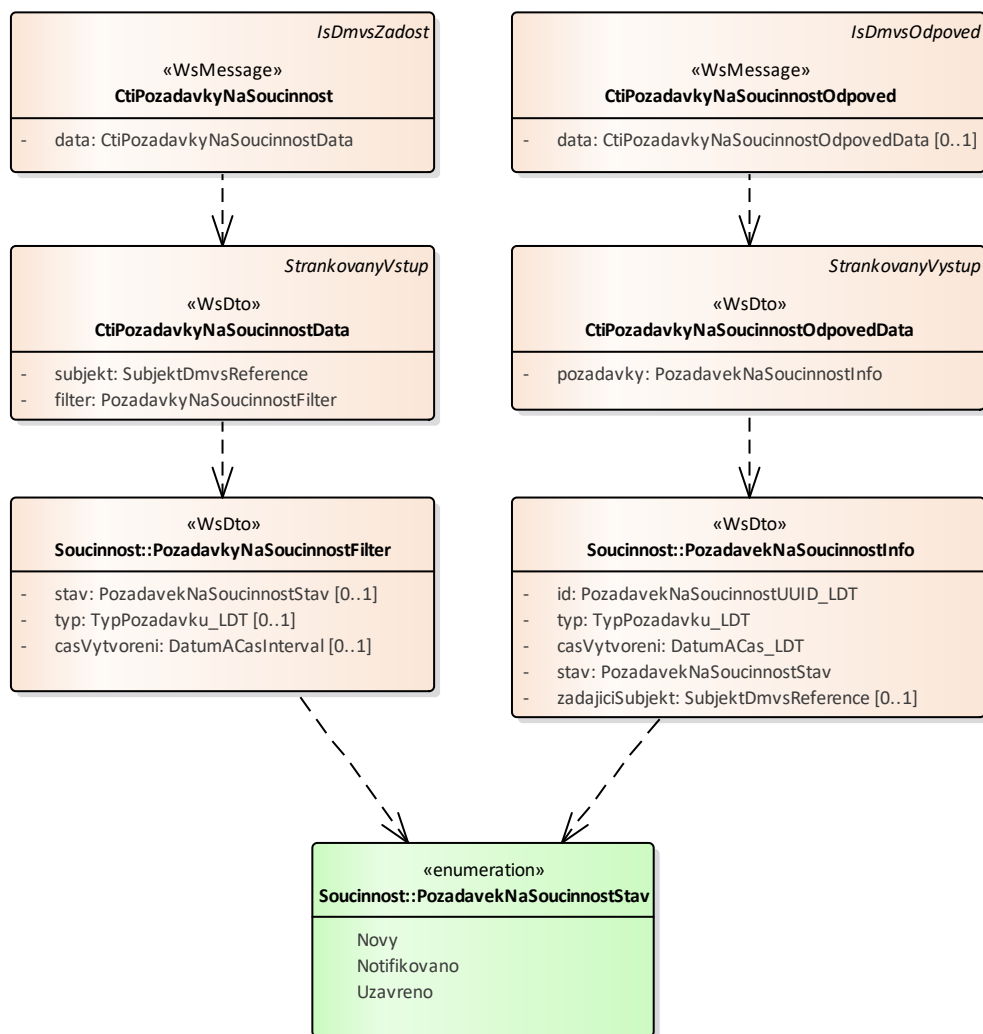 IsDmvsZadost
«WsMessage»
CtiPozadavkyNaSoucinnost
- data: CtiPozadavkyNaSoucinnostData
IsDmvsOdpoved
«WsMessage»
CtiPozadavkyNaSoucinnostOdpoved
- data: CtiPozadavkyNaSoucinnostOdpovedData [0..1]
StrankovanyVstup
«WsDto»
CtiPozadavkyNaSoucinnostData
- subjekt: SubjektDmvsReference
- filter: PozadavkyNaSoucinnostFilter
StrankovanyVystup
«WsDto»
CtiPozadavkyNaSoucinnostOdpovedData
- pozadavky: PozadavekNaSoucinnostInfo
«WsDto»
Soucinnost::PozadavkyNaSoucinnostFilter
- stav: PozadavekNaSoucinnostStav [0..1]
- typ: TypPozadavku_LDT [0..1]
- casVytvoreni: DatumACasInterval [0..1]
«WsDto»
Soucinnost::PozadavekNaSoucinnostInfo
- id: PozadavekNaSoucinnostUUID_LDT
- typ: TypPozadavku_LDT
- casVytvoreni: DatumACas_LDT
- stav: PozadavekNaSoucinnostStav
- zadajiciSubjekt: SubjektDmvsReference [0..1]
«enumeration»
Soucinnost::PozadavekNaSoucinnostStav
Novy
Notifikovano
Uzavreno